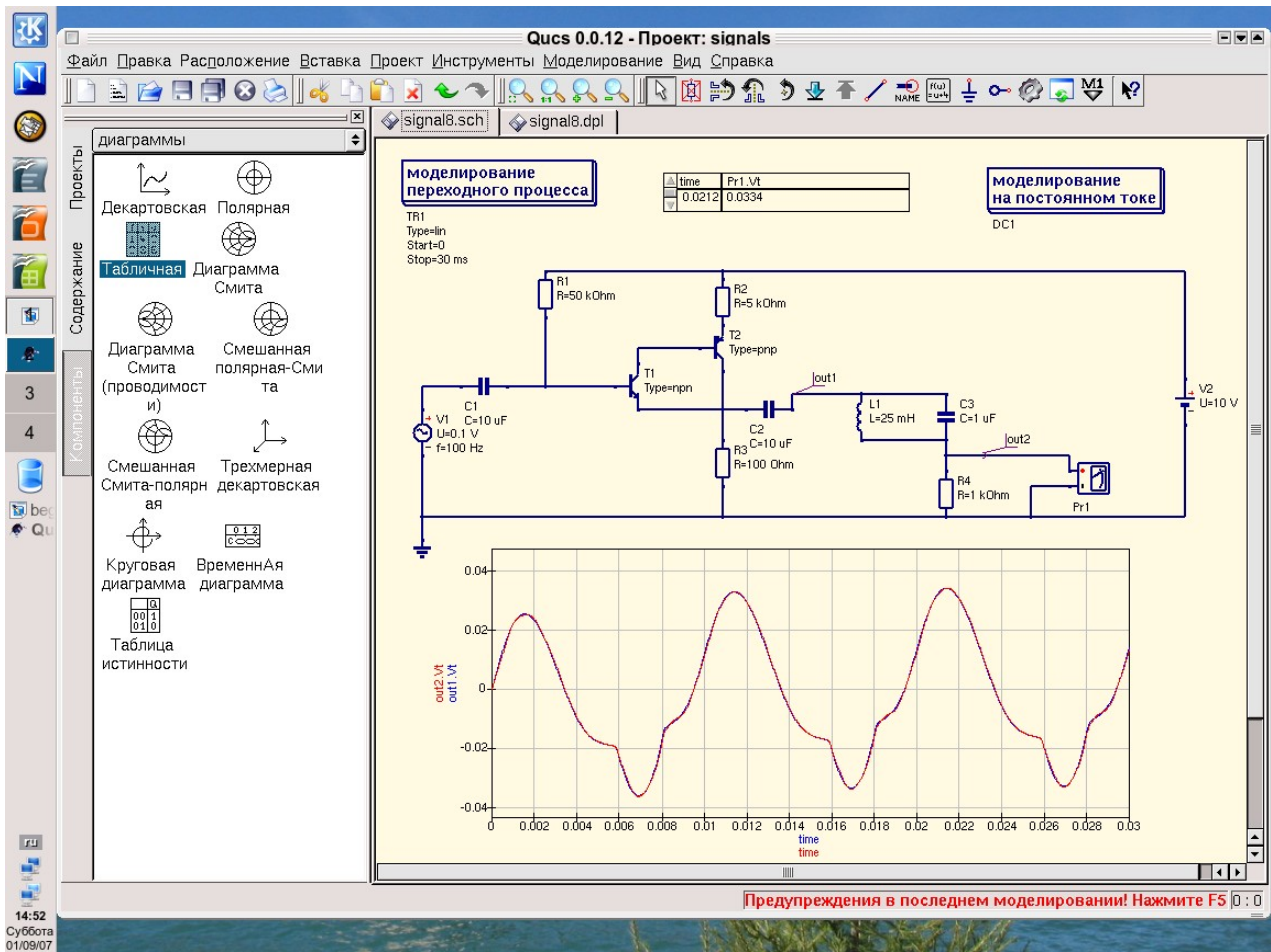 Qucs 0.0.12 - Проект: signals
Файл Правка Расположение Вставка Проект Инструменты Моделирование Вид Справка
NAME
f(u)
=u+4
M1
signal8.sch signal8.dpl
Проекты
Содержание
Компоненты
диаграммы
Декартовская Полярная
Табличная Диаграмма
Смита
Диаграмма Смешанная
Смита полярная-Сми
(проводимост та
и)
Смешанная Трехмерная
Смита-полярн декартовская
ая
Круговая ВременнАя
диаграмма диаграмма
Таблица
истинности
моделирование
переходного процесса
TR1
Type=lin
Start=0
Stop=30 ms
time Pr1.Vt
0.0212 0.0334
моделирование
на постоянном токе
DC1
R1
R=50 kOhm
R2
R=5 kOhm
T2
Type=pnp
T1
Type=npn
out1
V2
U=10 V
C1
C=10 uF
V1
U=0.1 V
f=100 Hz
C2
C=10 uF
L1
L=25 mH
C3
C=1 uF
out2
R3
R=100 Ohm
R4
R=1 kOhm
Pr1
0.04
0.02
0
-0.02
-0.04
out2.Vt
out1.Vt
0 0.002 0.004 0.006 0.008 0.01 0.012 0.014 0.016 0.018 0.02 0.022 0.024 0.026 0.028 0.03
time
time
Предупреждения в последнем моделировании! Нажмите F5 0 : 0
3
4
beg
Qu
ru
14:52
Суббота
01/09/07